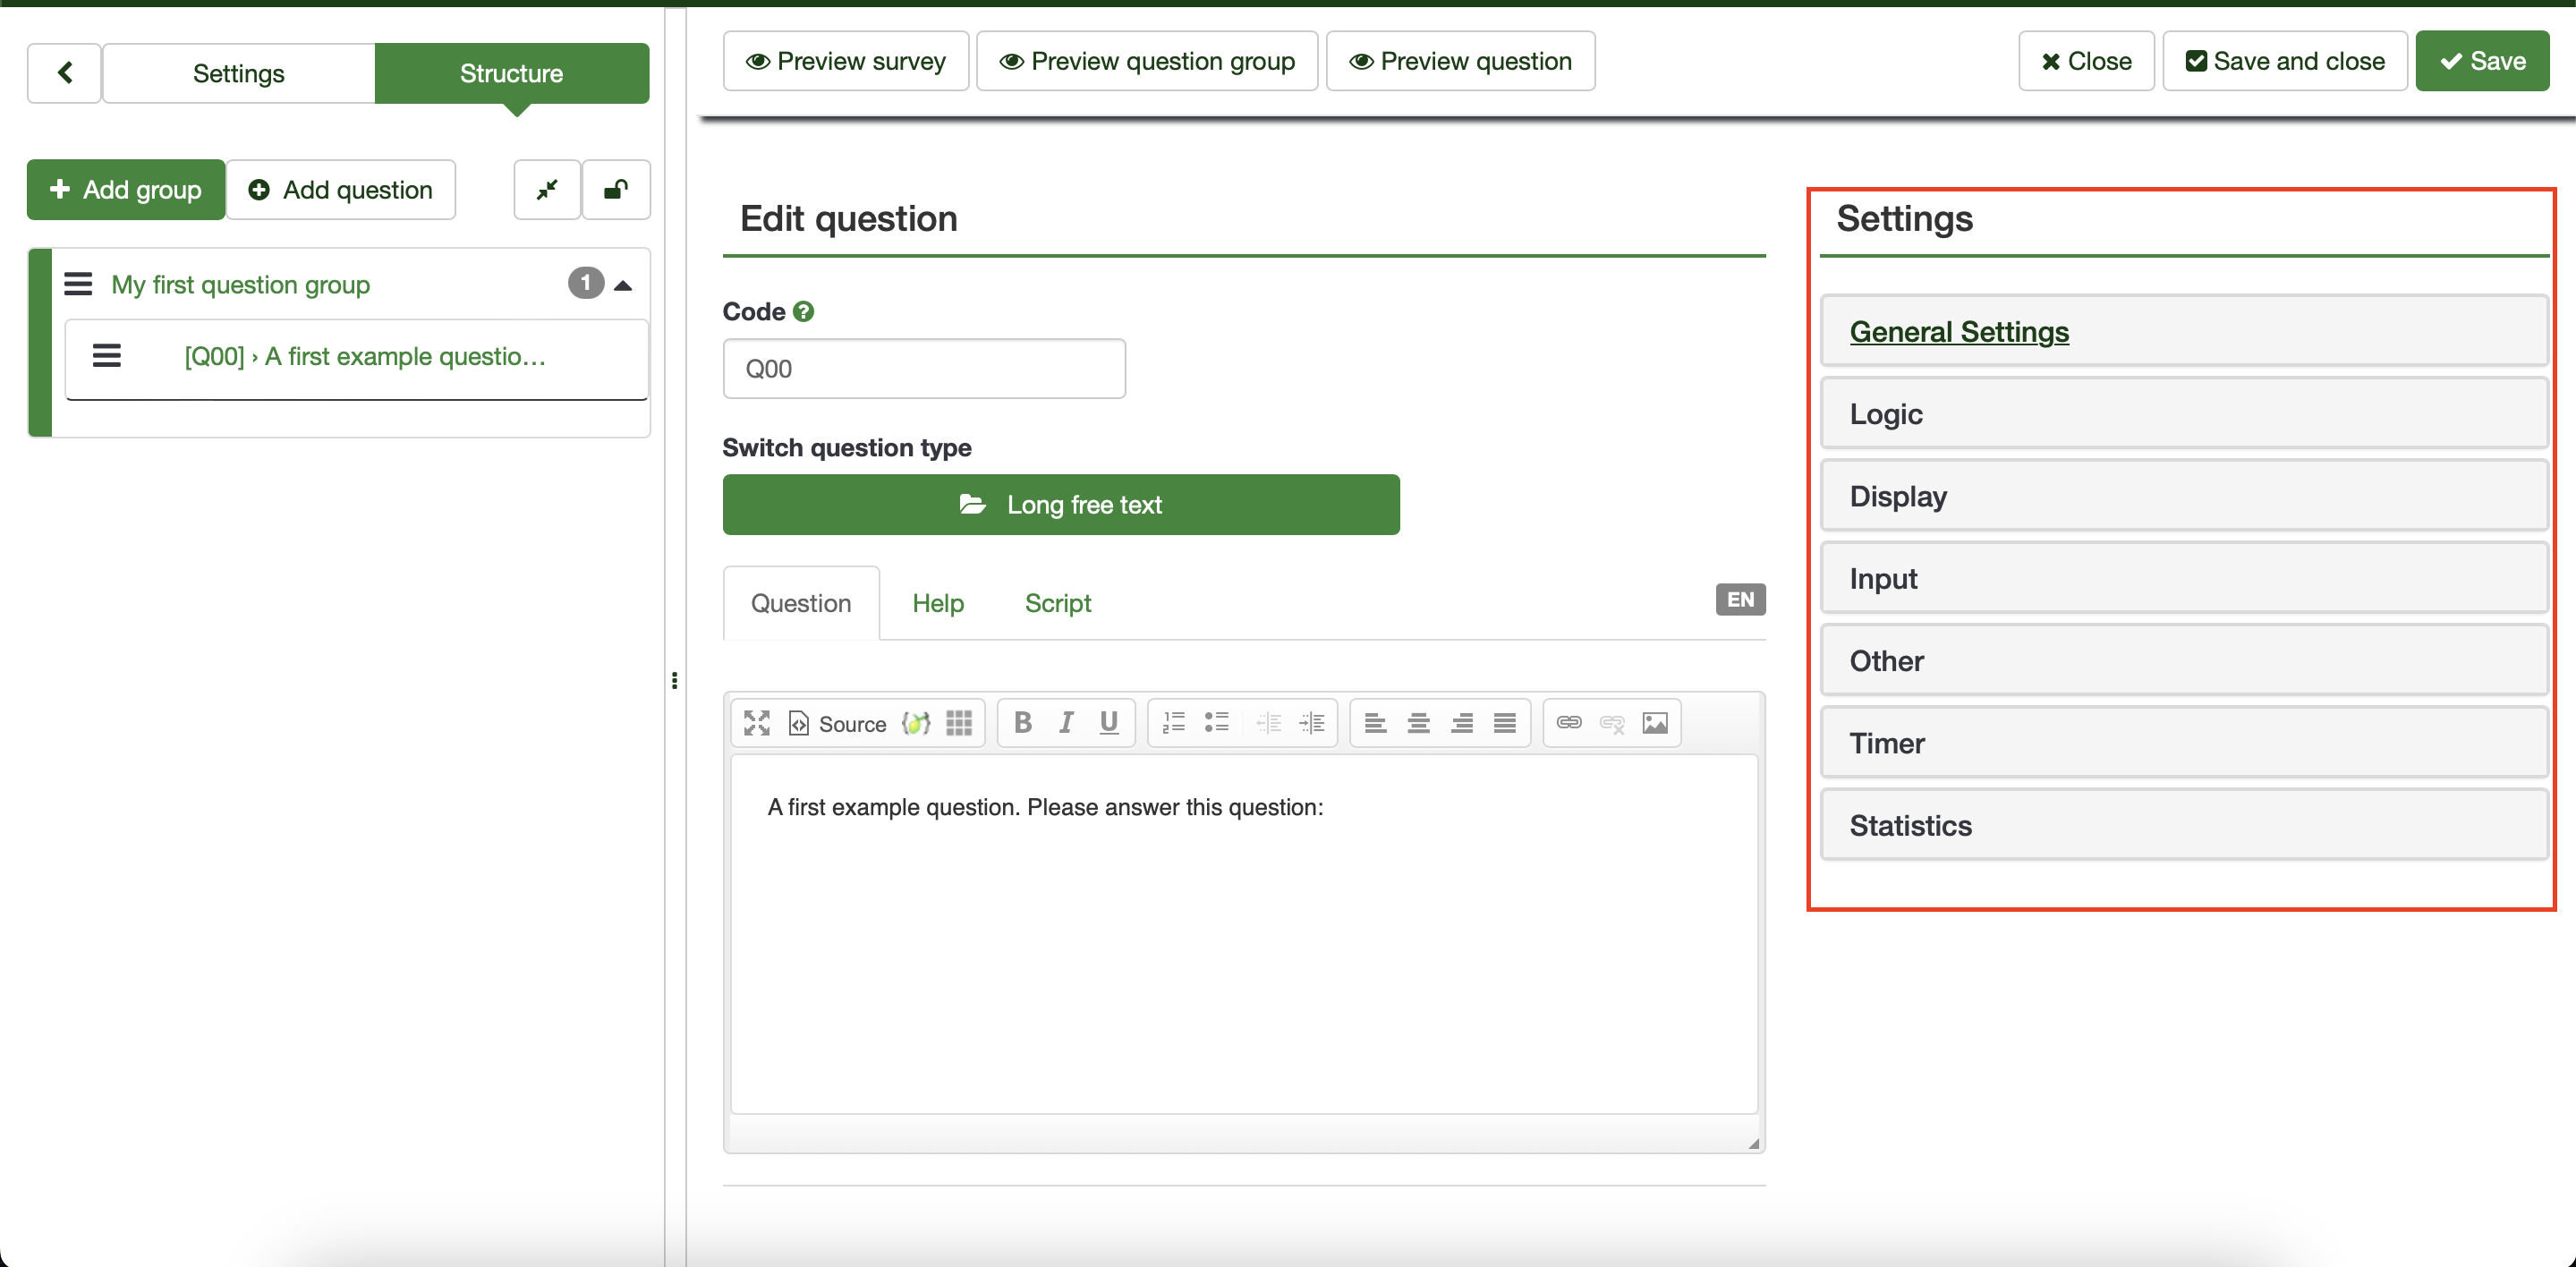 Settings
Structure
Preview survey
Preview question group
Preview question
Close
Save and close
Save
Add group
Add question
My first question group
1
[Q00] › A first example questio...
Edit question
Code
Q00
Switch question type
Long free text
Question
Help
Script
EN
Source
B I U
A first example question. Please answer this question:
Settings
General Settings
Logic
Display
Input
Other
Timer
Statistics